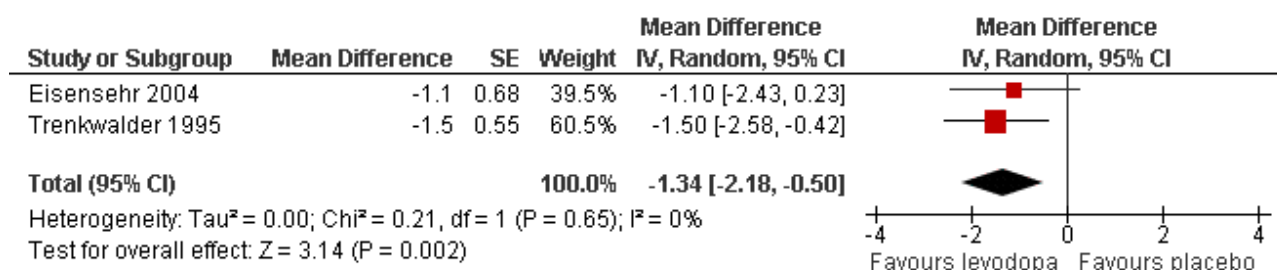 Mean Difference Mean Difference
Study or Subgroup Mean Difference SE Weight IV, Random, 95% CI IV, Random, 95% CI
Eisensehr 2004 -1.1 0.68 39.5% -1.10 [-2.43, 0.23]
Trenkwalder 1995 -1.5 0.55 60.5% -1.50 [-2.58, -0.42]
Total (95% CI) 100.0% -1.34 [-2.18, -0.50]
Heterogeneity: Tau² = 0.00; Chi² = 0.21, df = 1 (P = 0.65); I² = 0%
Test for overall effect: Z = 3.14 (P = 0.002)
-4 -2 0 2 4
Favours levodopa Favours placebo